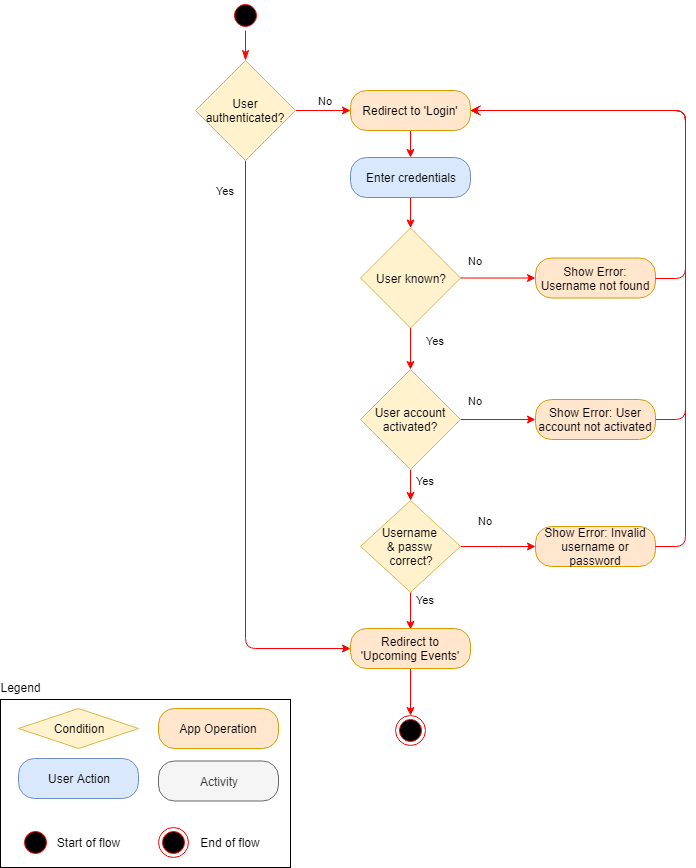 User
authenticated?
No
Redirect to 'Login'
Yes
Enter credentials
User known?
No
Show Error:
Username not found
Yes
User account
activated?
No
Show Error: User
account not activated
Yes
Username
& passw
correct?
No
Show Error: Invalid
username or
password
Yes
Redirect to
'Upcoming Events'
Legend
Condition
App Operation
User Action
Activity
Start of flow
End of flow